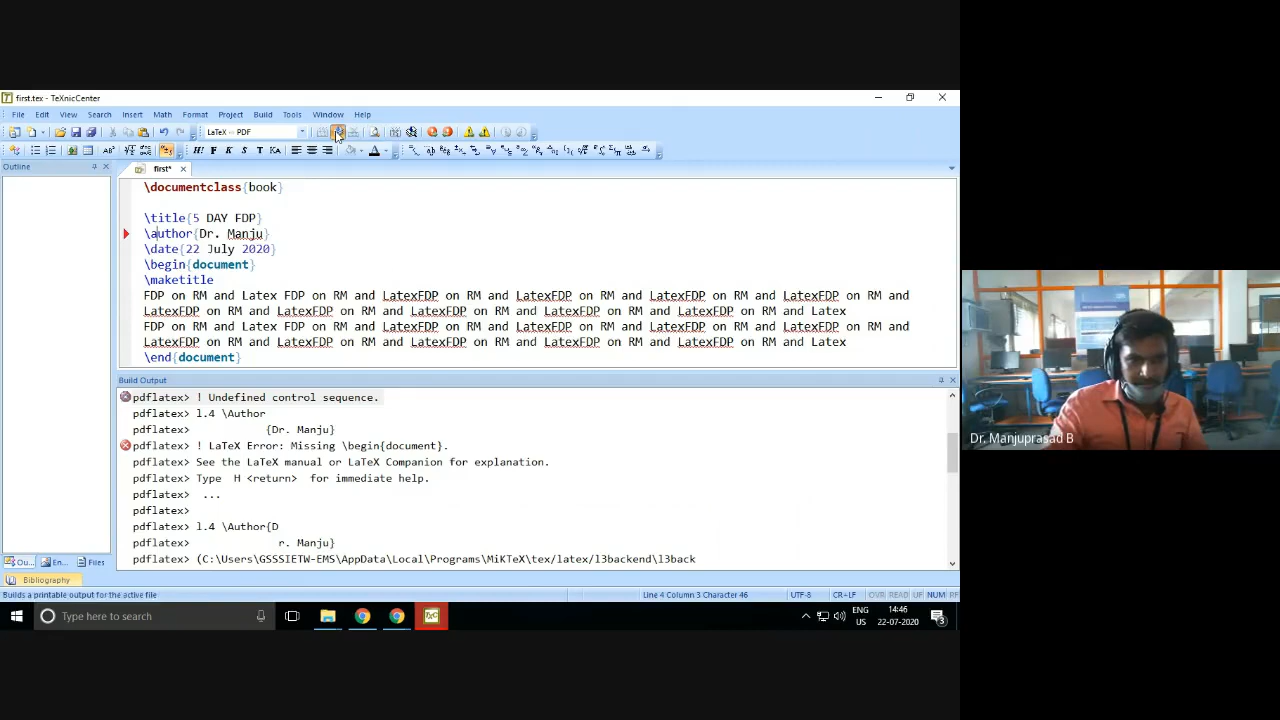 first.tex - TeXnicCenter
File Edit View Search Insert Math Format Project Build Tools Window Help
LaTeX => PDF
Outline
first*
\documentclass{book}
\title{5 DAY FDP}
\author{Dr. Manju}
\date{22 July 2020}
\begin{document}
\maketitle
FDP on RM and Latex FDP on RM and LatexFDP on RM and LatexFDP on RM and LatexFDP on RM and LatexFDP on RM and
LatexFDP on RM and LatexFDP on RM and LatexFDP on RM and LatexFDP on RM and LatexFDP on RM and Latex
FDP on RM and Latex FDP on RM and LatexFDP on RM and LatexFDP on RM and LatexFDP on RM and LatexFDP on RM and
LatexFDP on RM and LatexFDP on RM and LatexFDP on RM and LatexFDP on RM and LatexFDP on RM and Latex
\end{document}
Build Output
pdflatex> ! Undefined control sequence.
pdflatex> l.4 \Author
pdflatex> {Dr. Manju}
pdflatex> ! LaTeX Error: Missing \begin{document}.
pdflatex> See the LaTeX manual or LaTeX Companion for explanation.
pdflatex> Type H <return> for immediate help.
pdflatex> ...
pdflatex>
pdflatex> l.4 \Author{D
pdflatex> r. Manju}
pdflatex> (C:\Users\GSSSIETW-EMS\AppData\Local\Programs\MiKTeX\tex/latex/l3backend\l3back
Ou... En... Files
Bibliography
Builds a printable output for the active file
Line 4 Column 3 Character 46 UTF-8 CR+LF OVR READ UF NUM RF
Type here to search
ENG
US
14:46
22-07-2020
3
Dr. Manjuprasad B